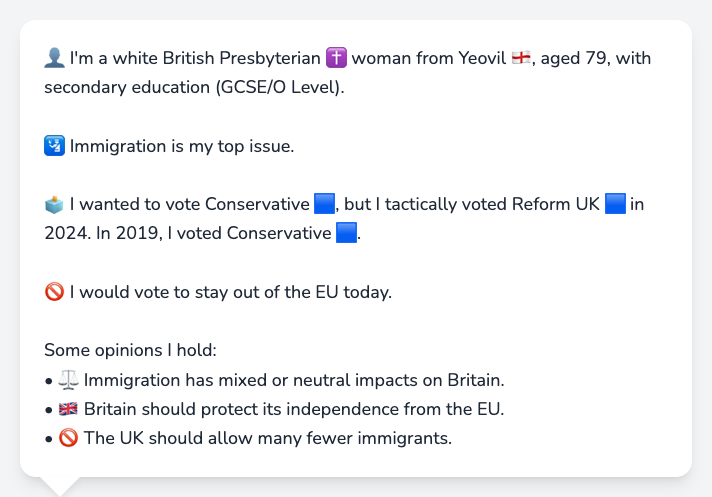 👤 I'm a white British Presbyterian ✝️ woman from Yeovil 🏴󠁧󠁢󠁥󠁮󠁧󠁿, aged 79, with
secondary education (GCSE/O Level).
🛂 Immigration is my top issue.
🗳️ I wanted to vote Conservative 🟦, but I tactically voted Reform UK 🟦 in
2024. In 2019, I voted Conservative 🟦.
🚫 I would vote to stay out of the EU today.
Some opinions I hold:
• ⚖️ Immigration has mixed or neutral impacts on Britain.
• 🇬🇧 Britain should protect its independence from the EU.
• 🚫 The UK should allow many fewer immigrants.